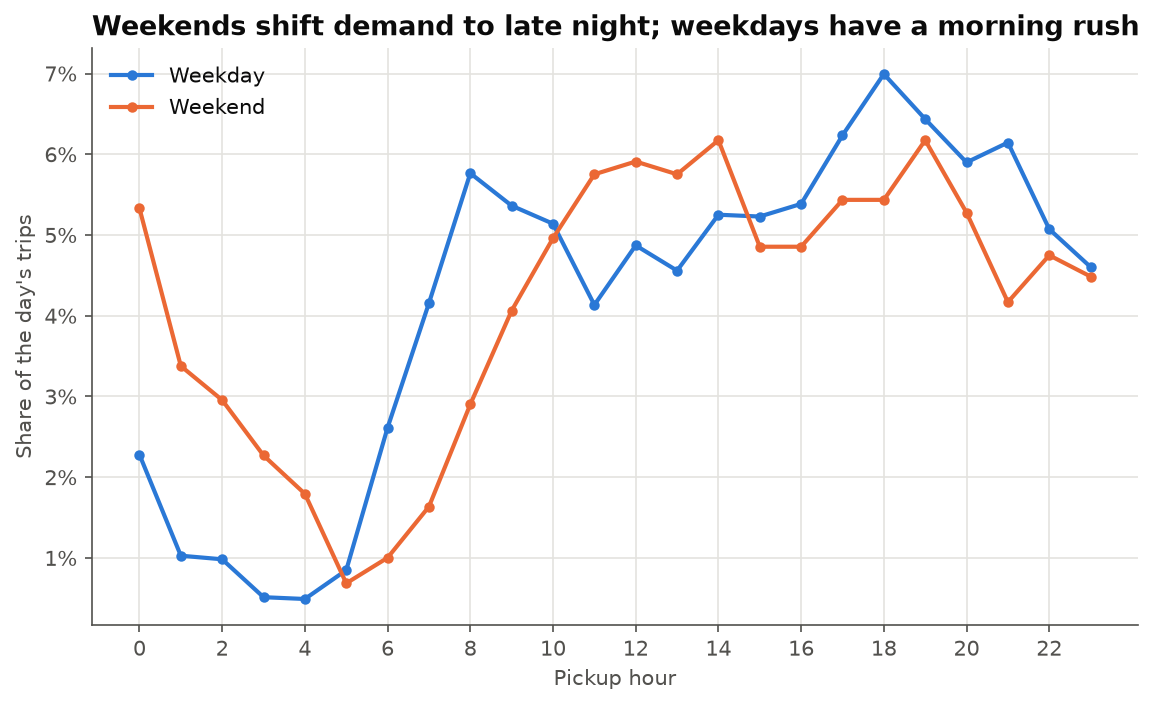 Weekends shift demand to late night; weekdays have a morning rush
Weekday
Weekend
7%
6%
5%
4%
3%
2%
1%
Share of the day's trips
0 2 4 6 8 10 12 14 16 18 20 22
Pickup hour